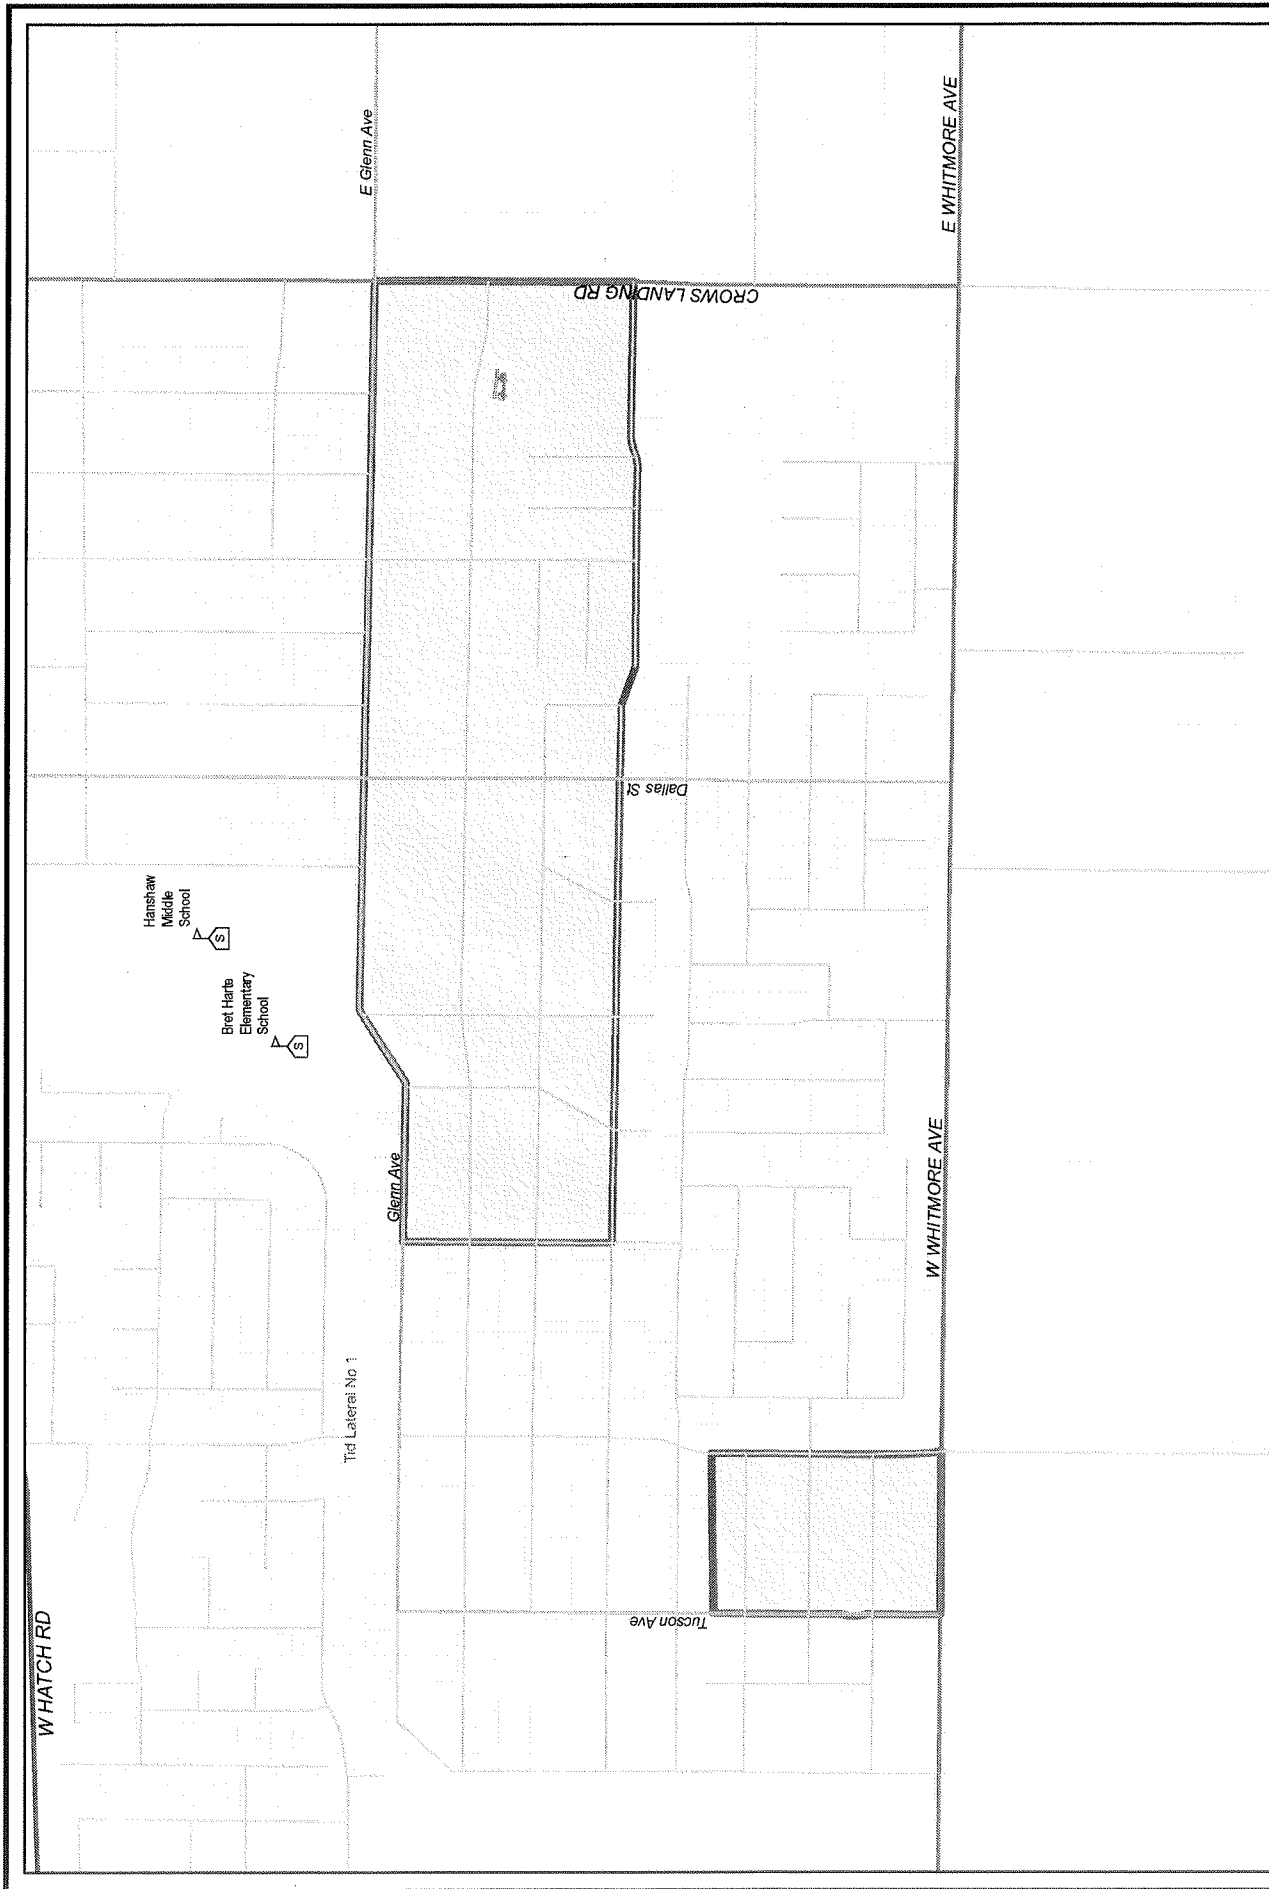 W HATCH RD
Tid Lateral No 1
Bret Harte
Elementary
School
S
Hanshaw
Middle
School
S
Glenn Ave
E Glenn Ave
Tucson Ave
Dallas St
CROWS LANDING RD
W WHITMORE AVE
E WHITMORE AVE